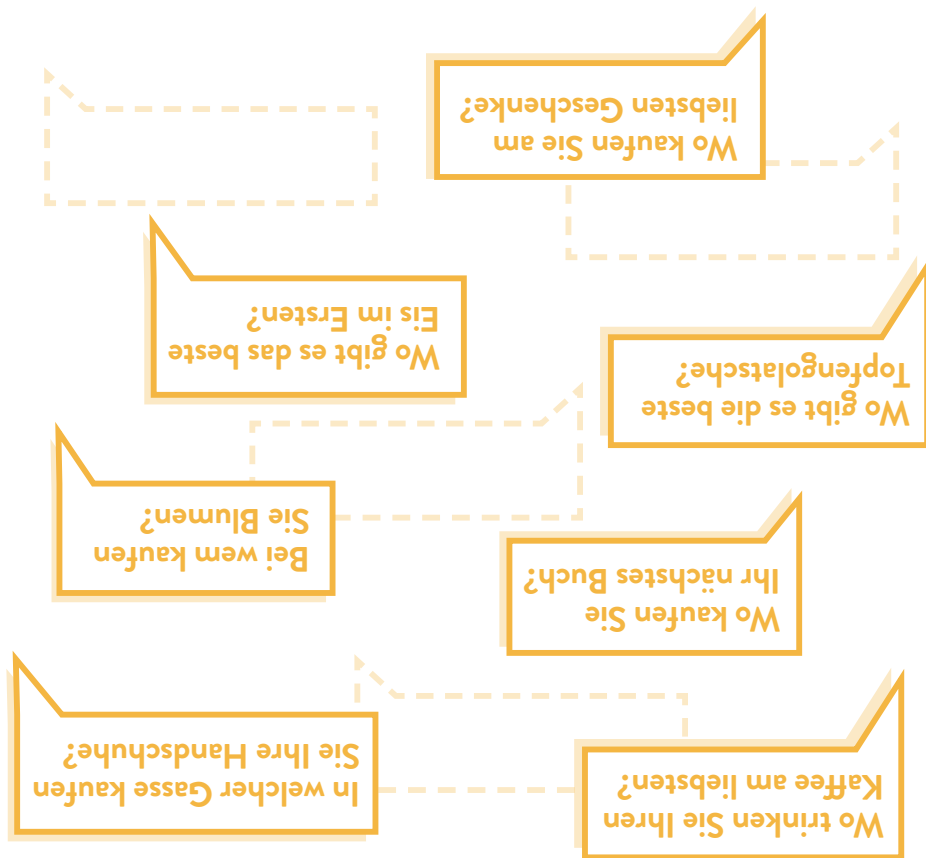 Wo trinken Sie Ihren
Kaffee am liebsten?
In welcher Gasse kaufen
Sie Ihre Handschuhe?
Wo kaufen Sie
Ihr nächstes Buch?
Bei wem kaufen
Sie Blumen?
Wo gibt es die beste
Topfengolatsche?
Wo gibt es das beste
Eis im Ersten?
Wo kaufen Sie am
liebsten Geschenke?